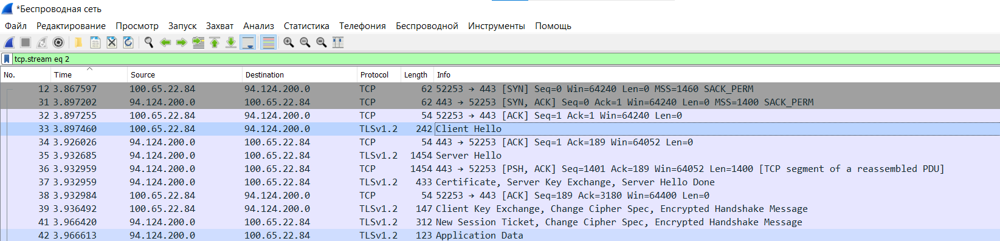 *Беспроводная сеть
Файл Редактирование Просмотр Запуск Захват Анализ Статистика Телефония Беспроводной Инструменты Помощь
tcp.stream eq 2
No. Time Source Destination Protocol Length Info
12 3.867597 100.65.22.84 94.124.200.0 TCP 62 52253 → 443 [SYN] Seq=0 Win=64240 Len=0 MSS=1460 SACK_PERM
31 3.897202 94.124.200.0 100.65.22.84 TCP 62 443 → 52253 [SYN, ACK] Seq=0 Ack=1 Win=64240 Len=0 MSS=1400 SACK_PERM
32 3.897255 100.65.22.84 94.124.200.0 TCP 54 52253 → 443 [ACK] Seq=1 Ack=1 Win=64240 Len=0
33 3.897460 100.65.22.84 94.124.200.0 TLSv1.2 242 Client Hello
34 3.926026 94.124.200.0 100.65.22.84 TCP 54 443 → 52253 [ACK] Seq=1 Ack=189 Win=64052 Len=0
35 3.932685 94.124.200.0 100.65.22.84 TLSv1.2 1454 Server Hello
36 3.932959 94.124.200.0 100.65.22.84 TCP 1454 443 → 52253 [PSH, ACK] Seq=1401 Ack=189 Win=64052 Len=1400 [TCP segment of a reassembled PDU]
37 3.932959 94.124.200.0 100.65.22.84 TLSv1.2 433 Certificate, Server Key Exchange, Server Hello Done
38 3.932984 100.65.22.84 94.124.200.0 TCP 54 52253 → 443 [ACK] Seq=189 Ack=3180 Win=64400 Len=0
39 3.936492 100.65.22.84 94.124.200.0 TLSv1.2 147 Client Key Exchange, Change Cipher Spec, Encrypted Handshake Message
41 3.966420 94.124.200.0 100.65.22.84 TLSv1.2 312 New Session Ticket, Change Cipher Spec, Encrypted Handshake Message
42 3.966613 94.124.200.0 100.65.22.84 TLSv1.2 123 Application Data